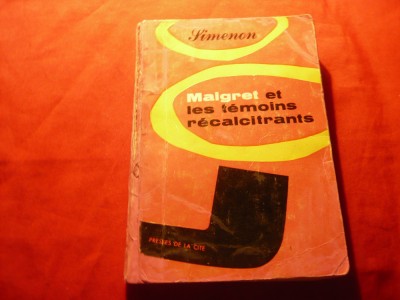 Simenon
Maigret et
les témoins
récalcitrants
PRESSES DE LA CITÉ